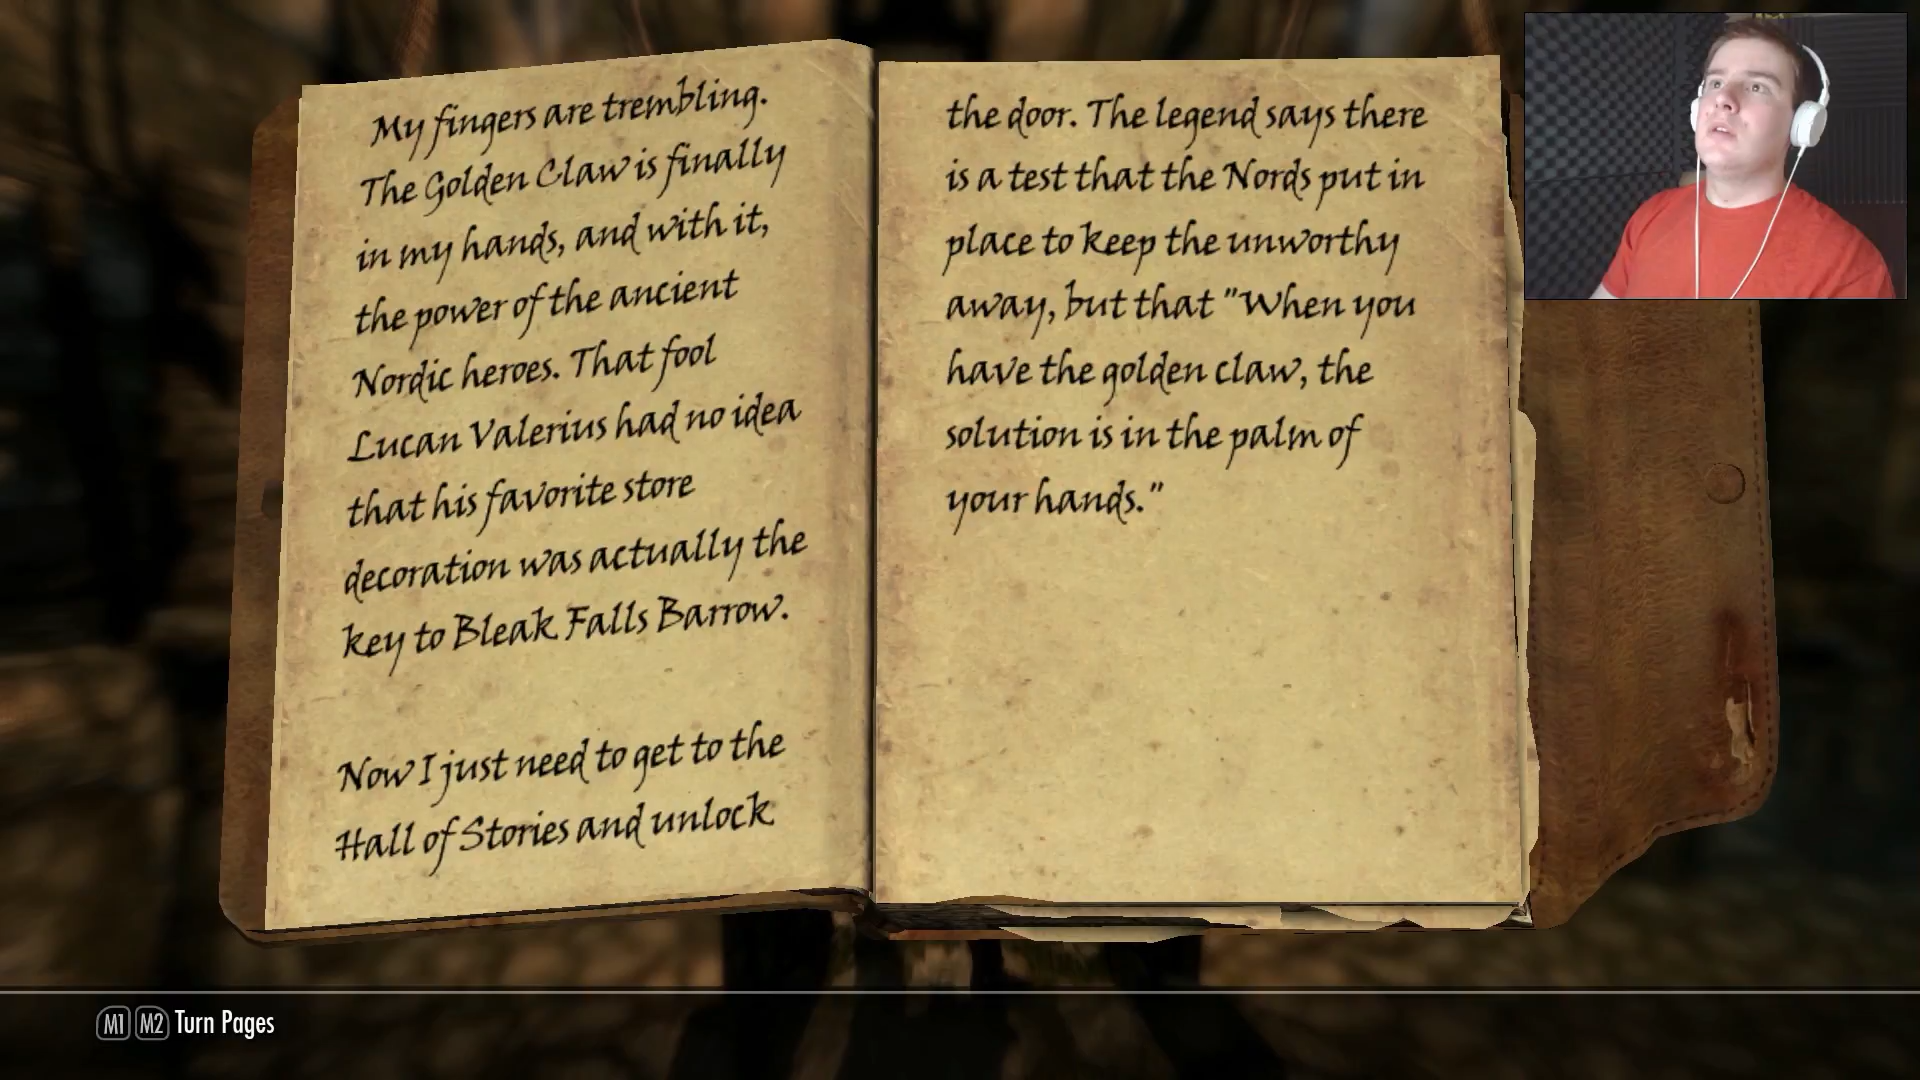 My fingers are trembling.
The Golden Claw is finally
in my hands, and with it,
the power of the ancient
Nordic heroes. That fool
Lucan Valerius had no idea
that his favorite store
decoration was actually the
key to Bleak Falls Barrow.
Now I just need to get to the
Hall of Stories and unlock
the door. The legend says there
is a test that the Nords put in
place to keep the unworthy
away, but that "When you
have the golden claw, the
solution is in the palm of
your hands."
M1 M2 Turn Pages